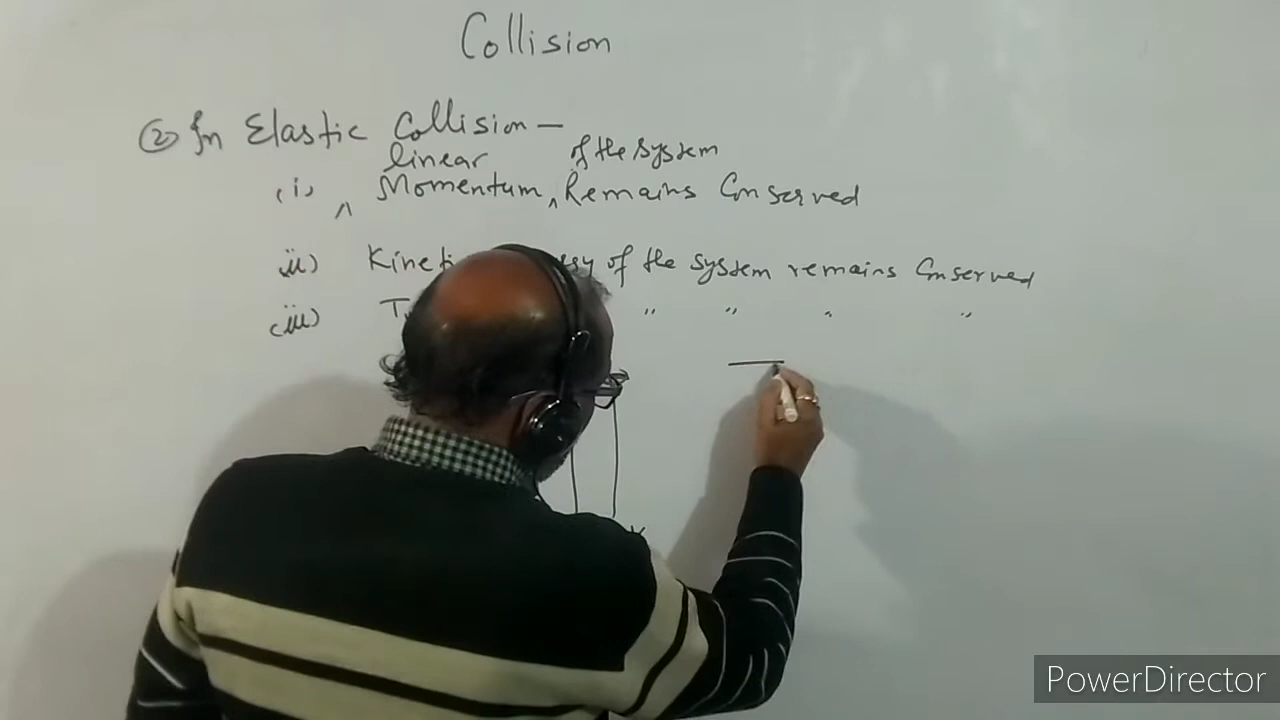 Collision
② In Elastic Collision —
linear of the system
(i) ^ Momentum ^ Remains Conserved
ii) of the system remains Conserved
(iii) " " " "
PowerDirector